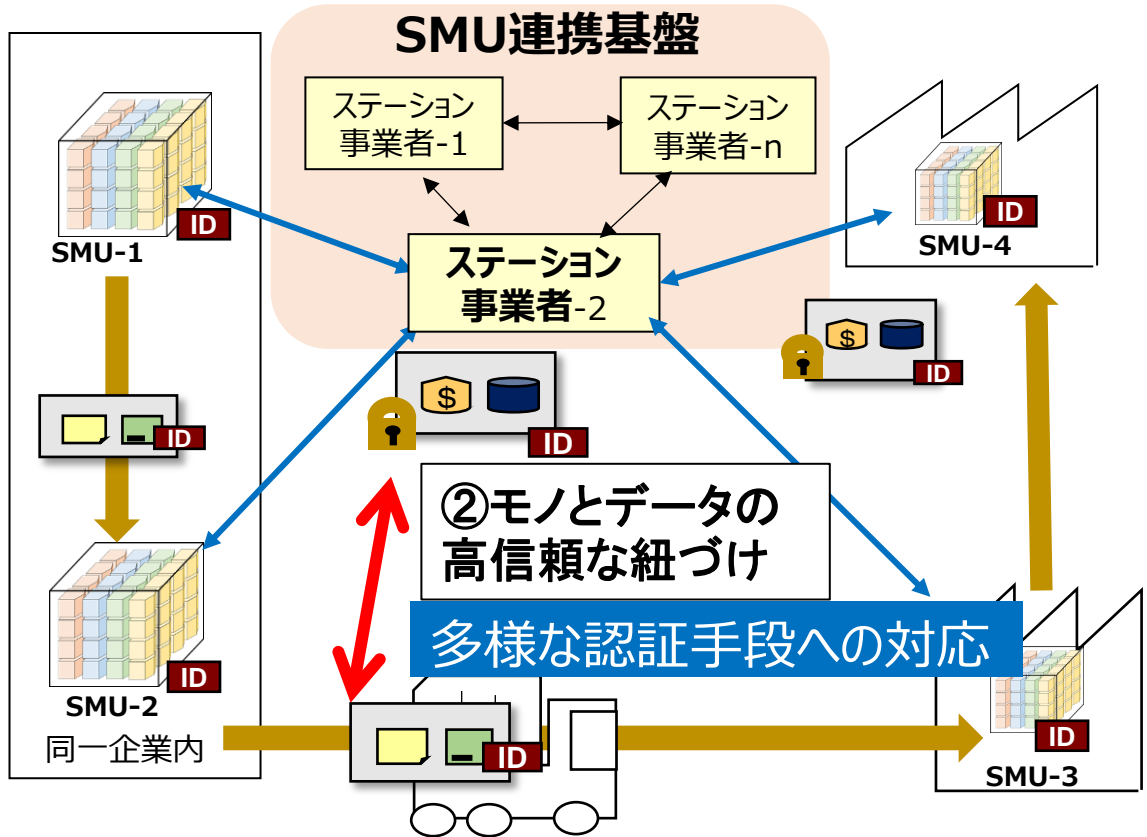 SMU連携基盤
ステーション
事業者-1
ステーション
事業者-n
ステーション
事業者-2
ID
SMU-1
ID
SMU-4
$
ID
$
ID
ID
②モノとデータの
高信頼な紐づけ
多様な認証手段への対応
ID
SMU-2
同一企業内
ID
ID
SMU-3